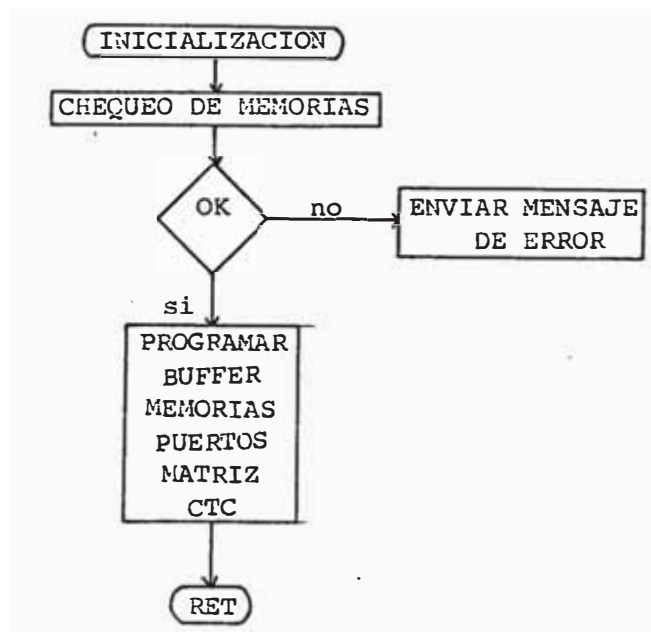 INICIALIZACION
CHEQUEO DE MEMORIAS
OK
no
ENVIAR MENSAJE
DE ERROR
si
PROGRAMAR
BUFFER
MEMORIAS
PUERTOS
MATRIZ
CTC
RET